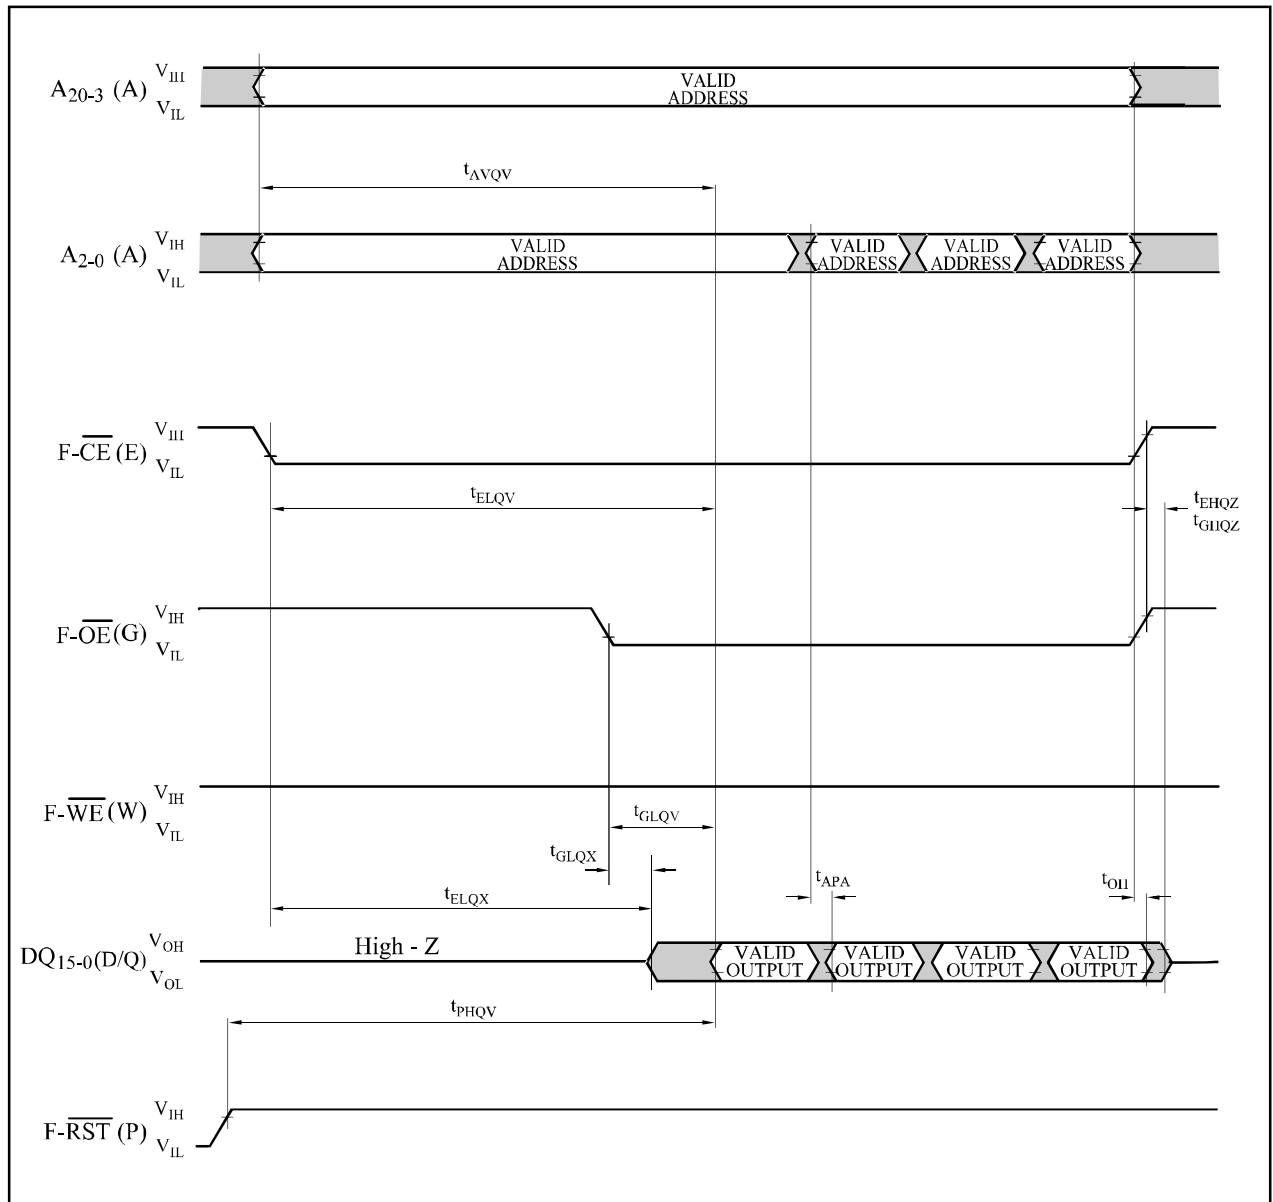 A20-3 (A) VIH
VIL
VALID
ADDRESS
tAVQV
A2-0 (A) VIH
VIL
VALID
ADDRESS
VALID
ADDRESS
VALID
ADDRESS
VALID
ADDRESS
F-CE (E) VIH
VIL
tELQV
tEHQZ
tGHQZ
F-OE (G) VIH
VIL
F-WE (W) VIH
VIL
tGLQV
tGLQX
tELQX
tAPA
tOH
DQ15-0(D/Q) VOH
VOL
High - Z
VALID
OUTPUT
VALID
OUTPUT
VALID
OUTPUT
VALID
OUTPUT
tPHQV
F-RST (P) VIH
VIL